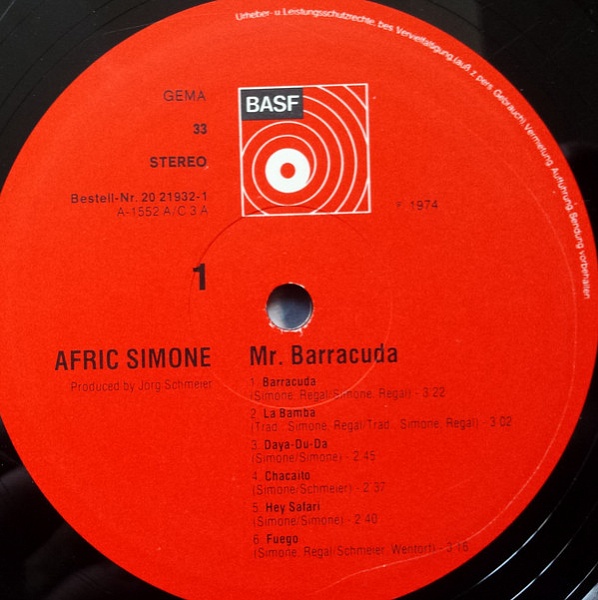 Urheber- u. Leistungsschutzrechte, bes. Vervielfältigung (auß. z. pers. Gebrauch), Vermietung, Aufführung, Sendung vorbehalten
GEMA
33
STEREO
Bestell-Nr. 20 21932-1
A-1552 A/C 3 A
BASF
℗ 1974
1
AFRIC SIMONE
Produced by Jörg Schmeier
Mr. Barracuda
1. Barracuda
(Simone, Regal/Simone, Regal) - 3 22
2. La Bamba
(Trad., Simone, Regal/Trad., Simone, Regal) - 3 02
3. Daya-Du-Da
(Simone/Simone) - 2 45
4. Chacaito
(Simone/Schmeier) - 2 37
5. Hey Safari
(Simone/Simone) - 2 40
6. Fuego
(Simone, Regal/Schmeier, Wentorf) - 3 16